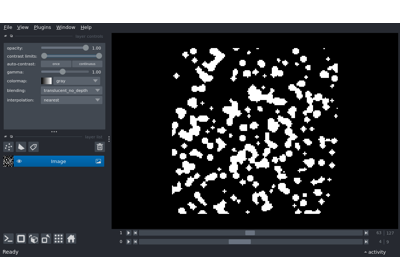 File View Plugins Window Help
opacity: 1.00
contrast limits:
auto-contrast: once continuous
gamma: 1.00
colormap: gray
blending: translucent_no_depth
interpolation: nearest
Image
1
0
Ready
activity